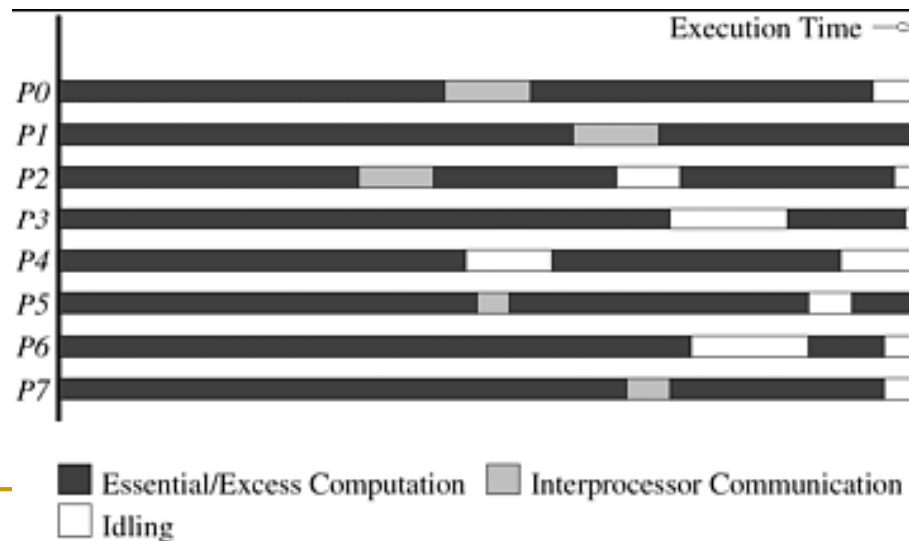 Execution Time
P0
P1
P2
P3
P4
P5
P6
P7
Essential/Excess Computation Interprocessor Communication
Idling